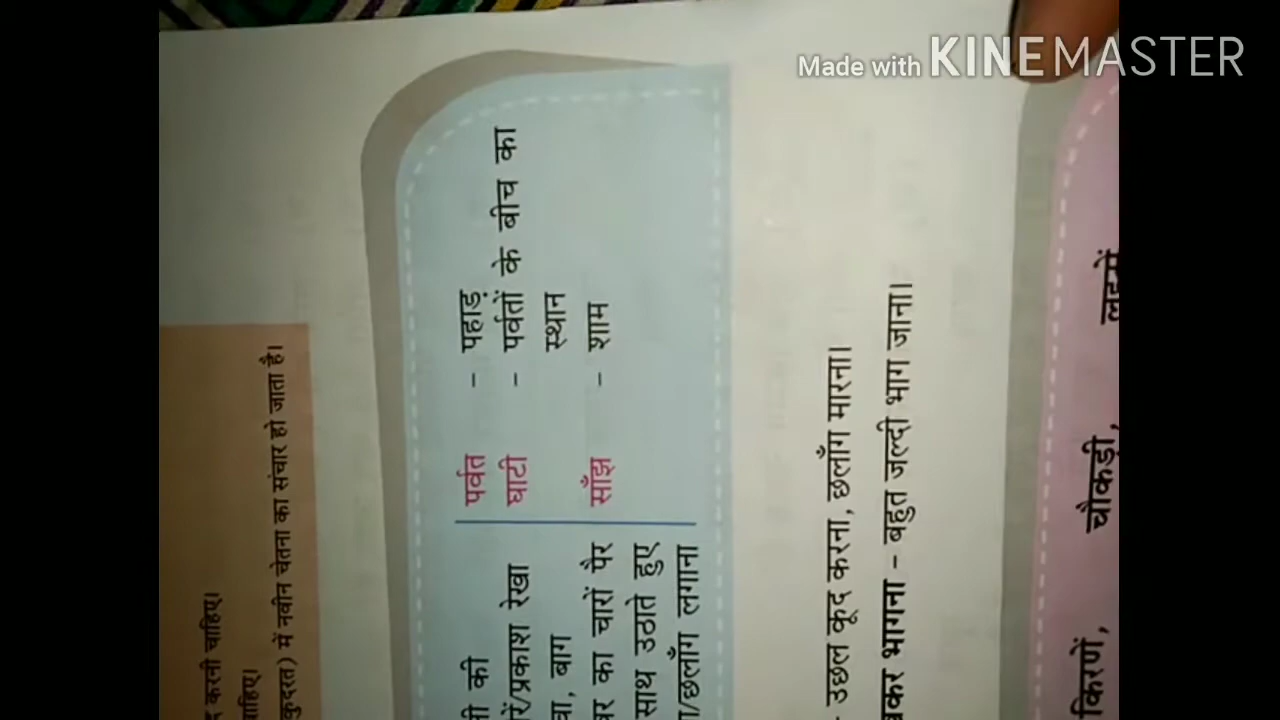 Made with KINEMASTER
करनी चाहिए।
कुदरत) में नवीन चेतना का संचार हो जाता है।
की
प्रकाश रेखा
बाग
का चारों पैर
साथ उठाते हुए
छलाँग लगाना
पर्वत - पहाड़
घाटी - पर्वतों के बीच का
स्थान
साँझ - शाम
- उछल कूद करना, छलाँग मारना।
भागना - बहुत जल्दी भाग जाना।
किरणें, चौकड़ी,